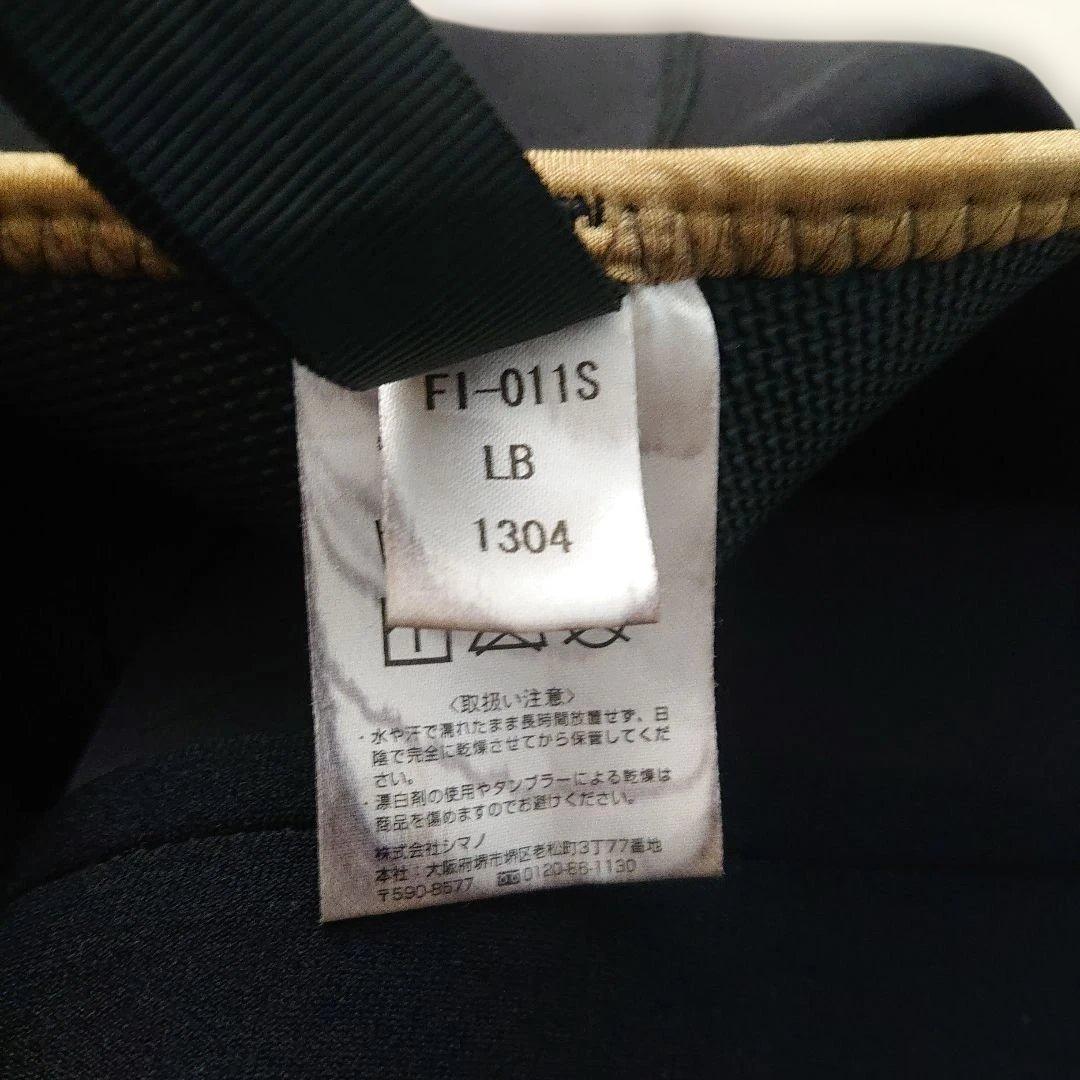 FI-011S
LB
1304
〈取扱い注意〉
・水や汗で濡れたまま長時間放置せず、日
陰で完全に乾燥させてから保管してくだ
さい。
・漂白剤の使用やタンブラーによる乾燥は
商品を傷めますのでお避けください。
株式会社シマノ
本社：大阪府堺市堺区老松町3丁77番地
〒590-8577 0120-86-1130